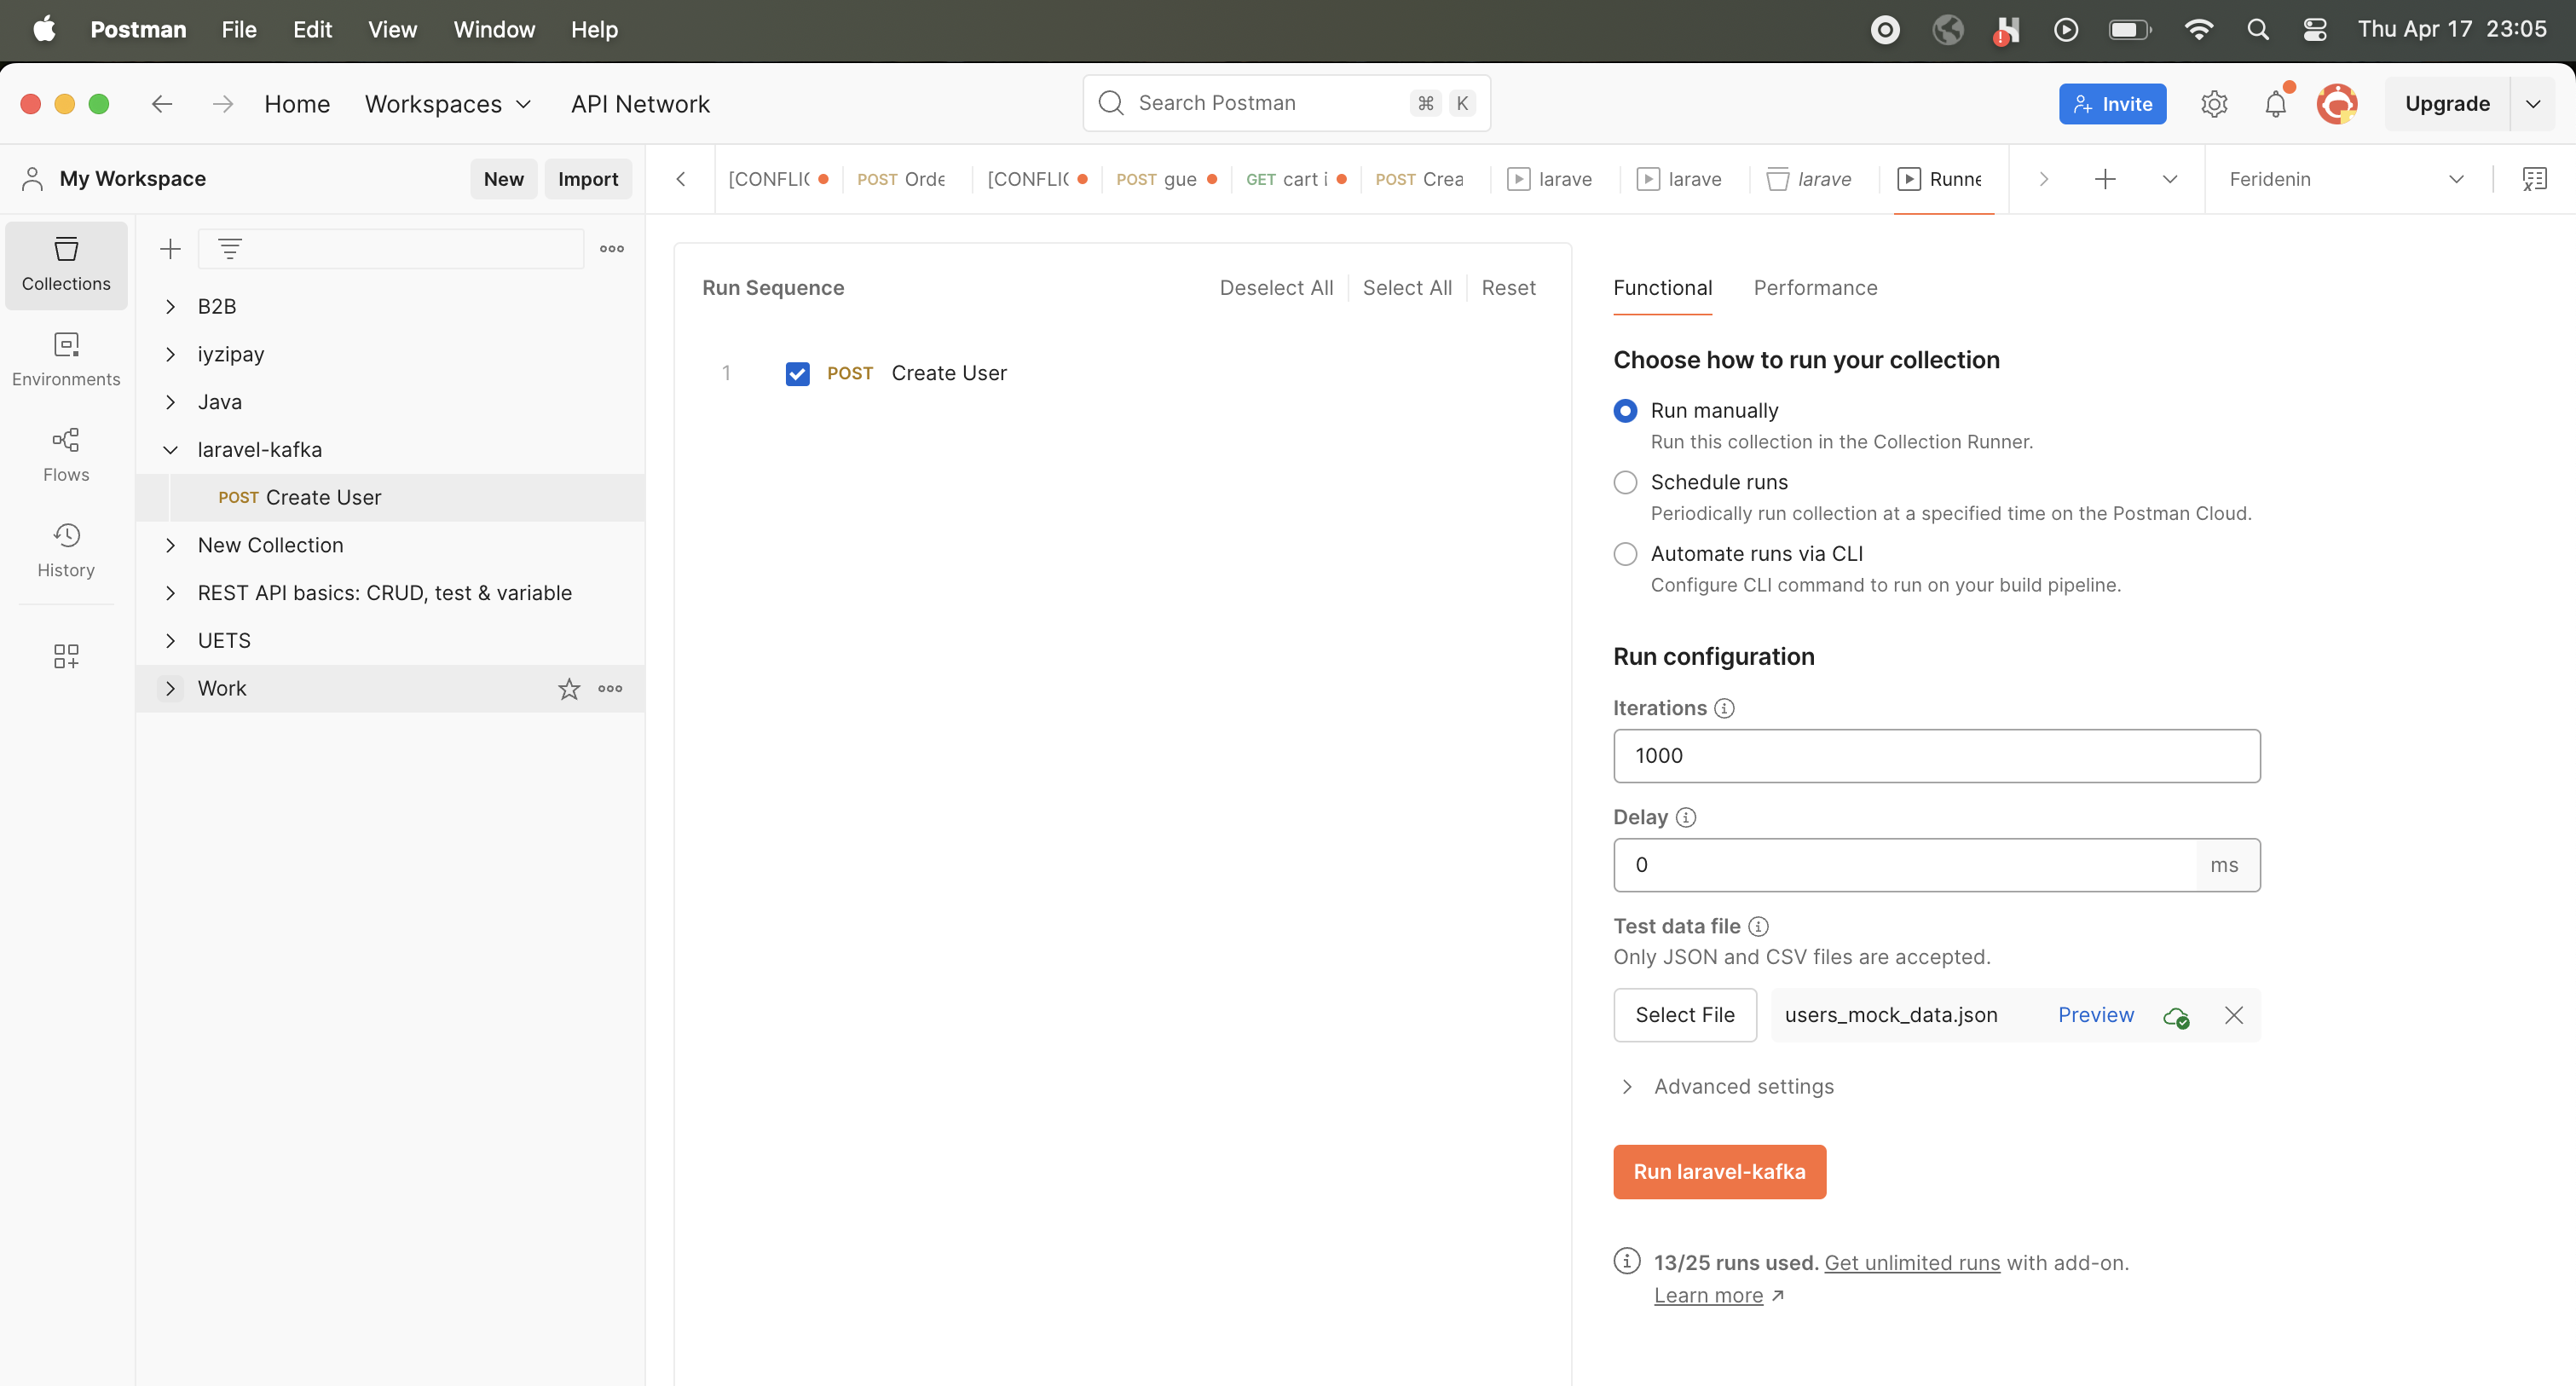 Postman File Edit View Window Help Thu Apr 17 23:05
Home Workspaces API Network Search Postman ⌘ K Invite Upgrade
My Workspace New Import [CONFLIC POST Orde [CONFLIC POST gue GET cart i POST Crea larave larave larave Runne Feridenin
Collections
Environments
Flows
History
B2B
iyzipay
Java
laravel-kafka
POST Create User
New Collection
REST API basics: CRUD, test & variable
UETS
Work
Run Sequence Deselect All Select All Reset
1 POST Create User
Functional Performance
Choose how to run your collection
Run manually
Run this collection in the Collection Runner.
Schedule runs
Periodically run collection at a specified time on the Postman Cloud.
Automate runs via CLI
Configure CLI command to run on your build pipeline.
Run configuration
Iterations
1000
Delay
0 ms
Test data file
Only JSON and CSV files are accepted.
Select File users_mock_data.json Preview
Advanced settings
Run laravel-kafka
13/25 runs used. Get unlimited runs with add-on.
Learn more ↗